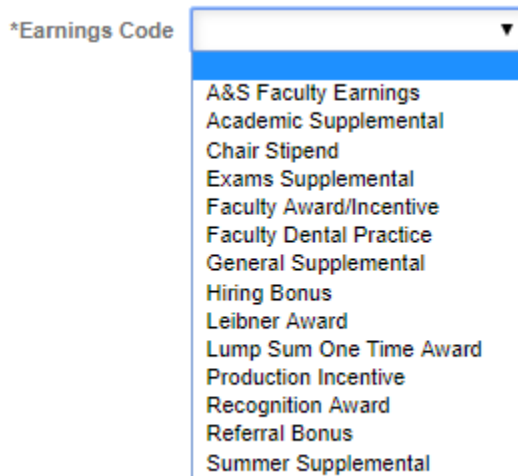 *Earnings Code
A&S Faculty Earnings
Academic Supplemental
Chair Stipend
Exams Supplemental
Faculty Award/Incentive
Faculty Dental Practice
General Supplemental
Hiring Bonus
Leibner Award
Lump Sum One Time Award
Production Incentive
Recognition Award
Referral Bonus
Summer Supplemental